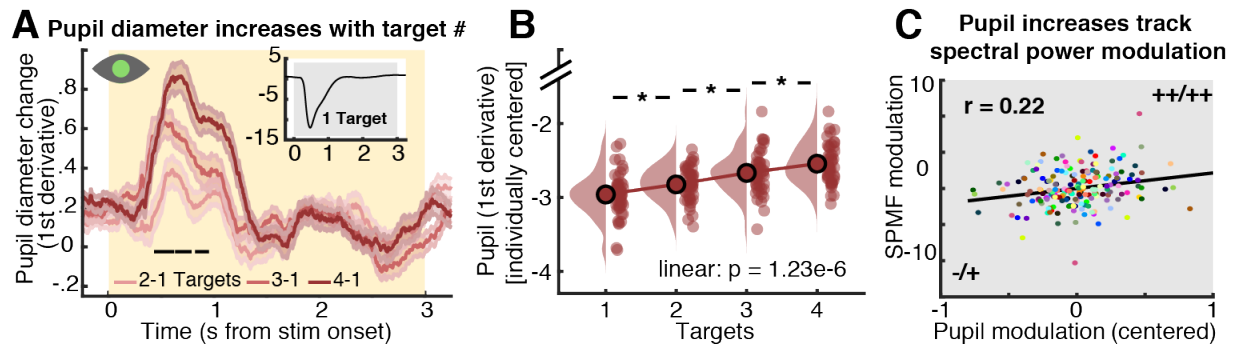 A Pupil diameter increases with target #
Pupil diameter change
(1st derivative)
.8
.6
.4
.2
-0
-.2
5
-5
-15
1 Target
0 1 2 3
2-1 Targets 3-1 4-1
0 1 2 3
Time (s from stim onset)
B
Pupil (1st derivative)
[individually centered]
-2
-3
-4
* * *
linear: p = 1.23e-6
1 2 3 4
Targets
C Pupil increases track
spectral power modulation
SPMF modulation
10
0
S-10
r = 0.22
++/++
-/+
-1 0 1
Pupil modulation (centered)